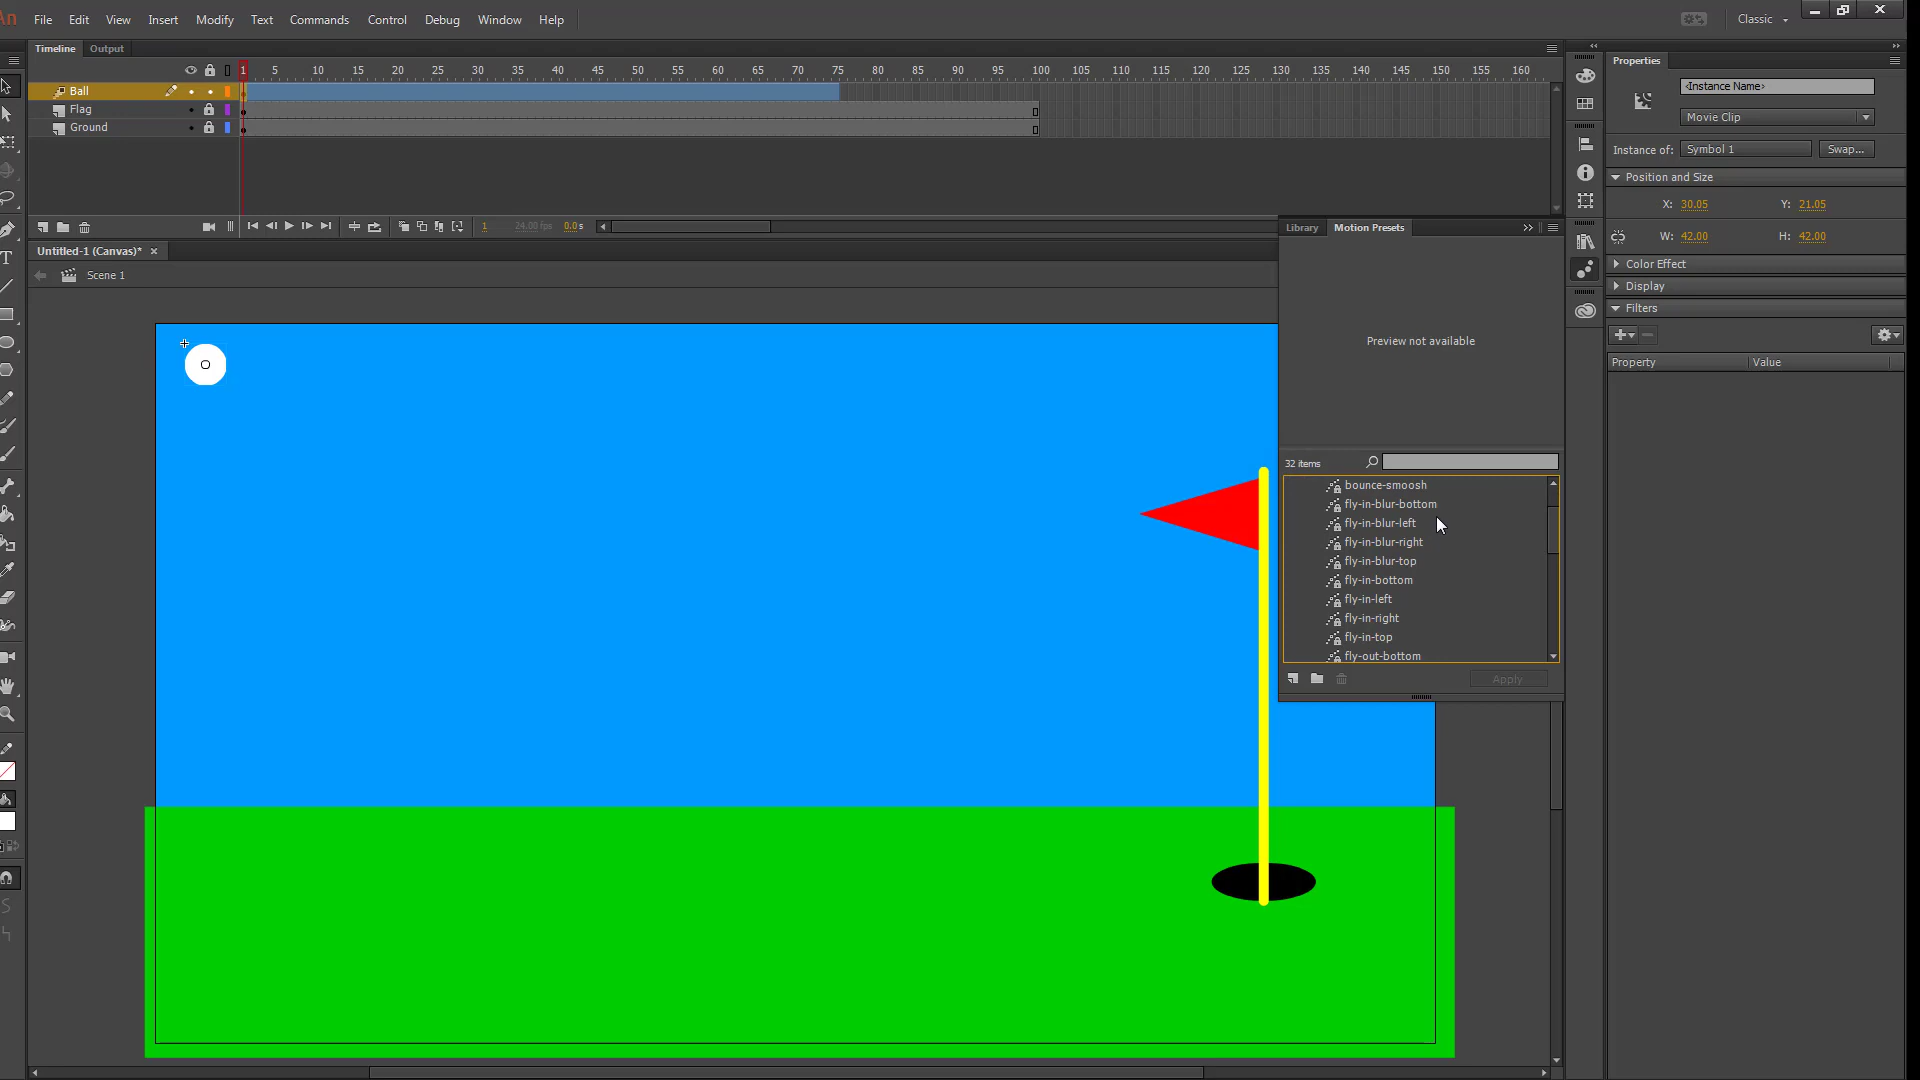 An File Edit View Insert Modify Text Commands Control Debug Window Help Classic
Timeline Output
1 5 10 15 20 25 30 35 40 45 50 55 60 65 70 75 80 85 90 95 100 105 110 115 120 125 130 135 140 145 150 155 160
Ball
Flag
Ground
1 24.00 fps 0.0 s
Untitled-1 (Canvas)* ×
Scene 1
Library Motion Presets
Preview not available
32 items
bounce-smoosh
fly-in-blur-bottom
fly-in-blur-left
fly-in-blur-right
fly-in-blur-top
fly-in-bottom
fly-in-left
fly-in-right
fly-in-top
fly-out-bottom
Apply
Properties
<Instance Name>
Movie Clip
Instance of: Symbol 1 Swap...
Position and Size
X: 30.05 Y: 21.05
W: 42.00 H: 42.00
Color Effect
Display
Filters
Property Value